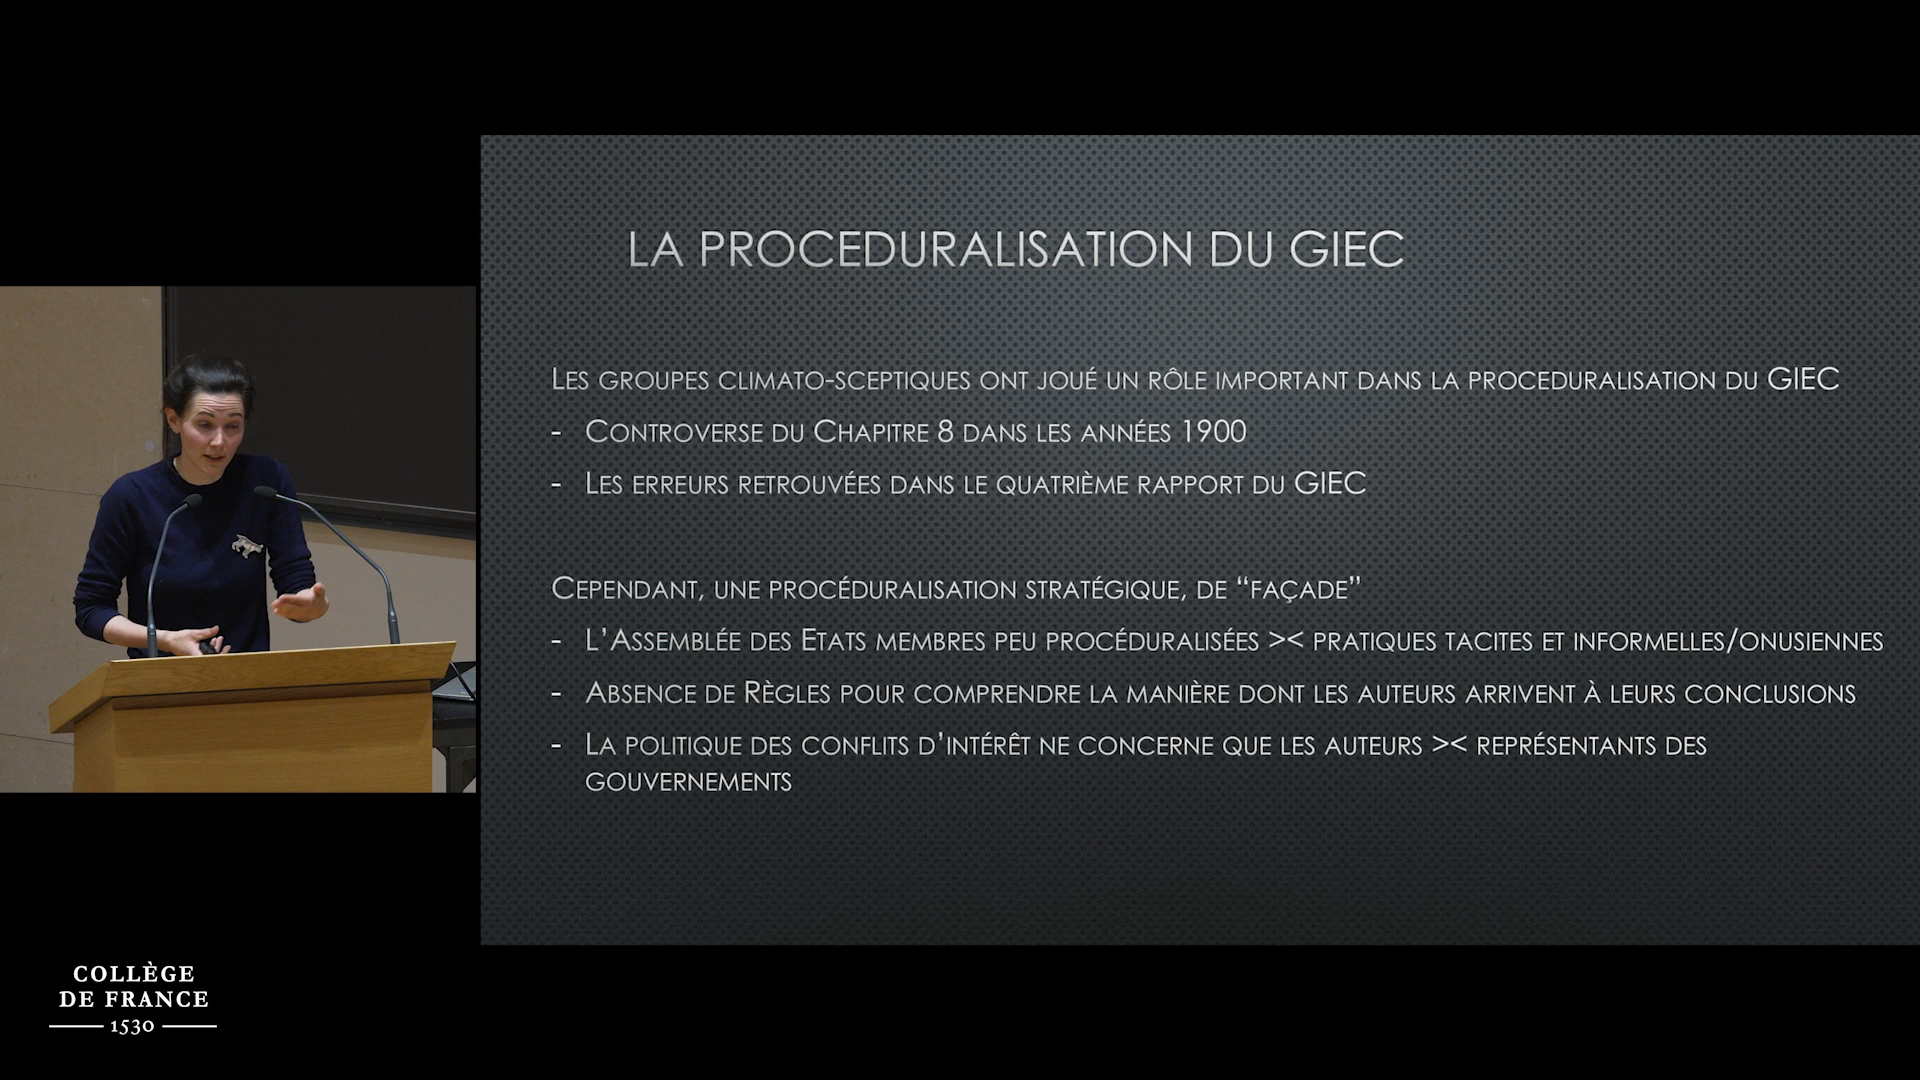 LA PROCEDURALISATION DU GIEC
LES GROUPES CLIMATO-SCEPTIQUES ONT JOUÉ UN RÔLE IMPORTANT DANS LA PROCEDURALISATION DU GIEC
- CONTROVERSE DU CHAPITRE 8 DANS LES ANNÉES 1900
- LES ERREURS RETROUVÉES DANS LE QUATRIÈME RAPPORT DU GIEC
CEPENDANT, UNE PROCÉDURALISATION STRATÉGIQUE, DE “FAÇADE”
- L’ASSEMBLÉE DES ETATS MEMBRES PEU PROCÉDURALISÉES >< PRATIQUES TACITES ET INFORMELLES/ONUSIENNES
- ABSENCE DE RÈGLES POUR COMPRENDRE LA MANIÈRE DONT LES AUTEURS ARRIVENT À LEURS CONCLUSIONS
- LA POLITIQUE DES CONFLITS D’INTÉRÊT NE CONCERNE QUE LES AUTEURS >< REPRÉSENTANTS DES
GOUVERNEMENTS
COLLÈGE
DE FRANCE
1530